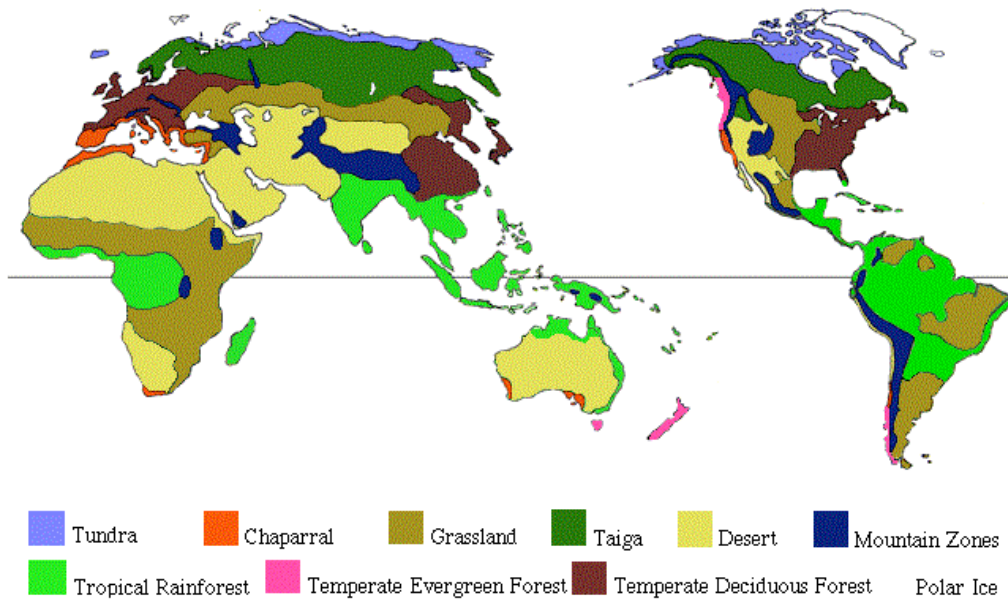 Tundra Chaparral Grassland Taiga Desert Mountain Zones
Tropical Rainforest Temperate Evergreen Forest Temperate Deciduous Forest Polar Ice